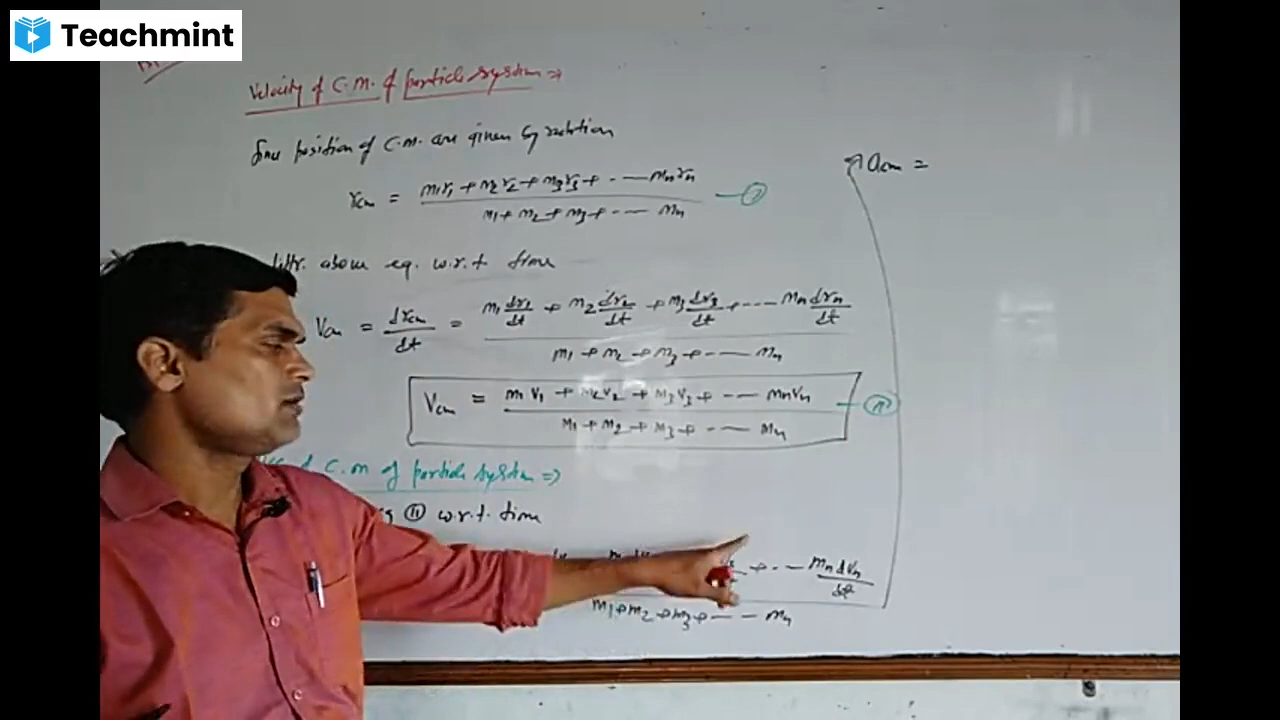 Teachmint
Velocity of C.M. of particle system ⇒
position of C.M. are given by relation
rcm = m1r1 + m2r2 + m3r3 + ---- mnrn / m1 + m2 + m3 + ---- mn — ①
above eq. w.r.t time
Vcm = drcm/dt = m1 dr1/dt + m2 dr2/dt + m3 dr3/dt + ---- mn drn/dt / m1 + m2 + m3 + ---- mn
Vcm = m1V1 + m2V2 + m3V3 + ---- mnVn / m1 + m2 + m3 + ---- mn — ⑪
of C.M of particle system ⇒
eq ⑪ w.r.t. time
+ ---- mn dVn/dt
m1 + m2 + m3 + ---- mn
acm =